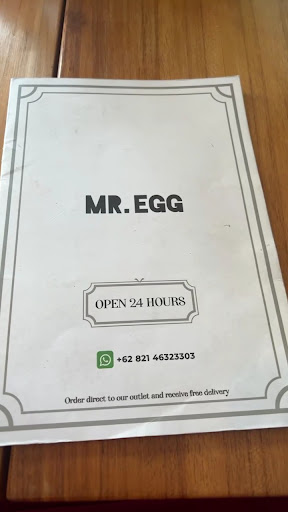 MR. EGG
OPEN 24 HOURS
+62 821 46323303
Order direct to our outlet and receive free delivery